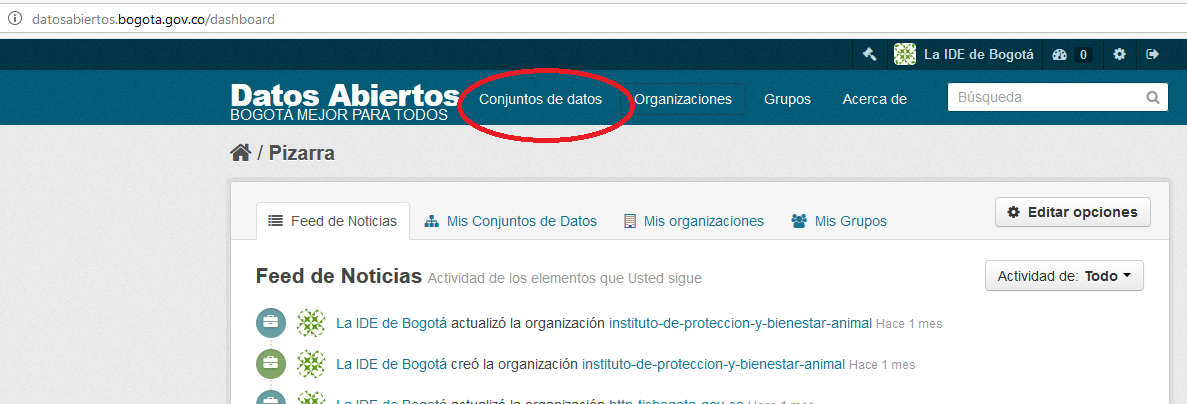 datosabiertos.bogota.gov.co/dashboard
La IDE de Bogotá 0
Datos Abiertos
BOGOTÁ MEJOR PARA TODOS
Conjuntos de datos Organizaciones Grupos Acerca de Búsqueda
/ Pizarra
Feed de Noticias Mis Conjuntos de Datos Mis organizaciones Mis Grupos Editar opciones
Feed de Noticias Actividad de los elementos que Usted sigue Actividad de: Todo
La IDE de Bogotá actualizó la organización instituto-de-proteccion-y-bienestar-animal Hace 1 mes
La IDE de Bogotá creó la organización instituto-de-proteccion-y-bienestar-animal Hace 1 mes
La IDE de Bogotá actualizó la organización Hace 1 mes